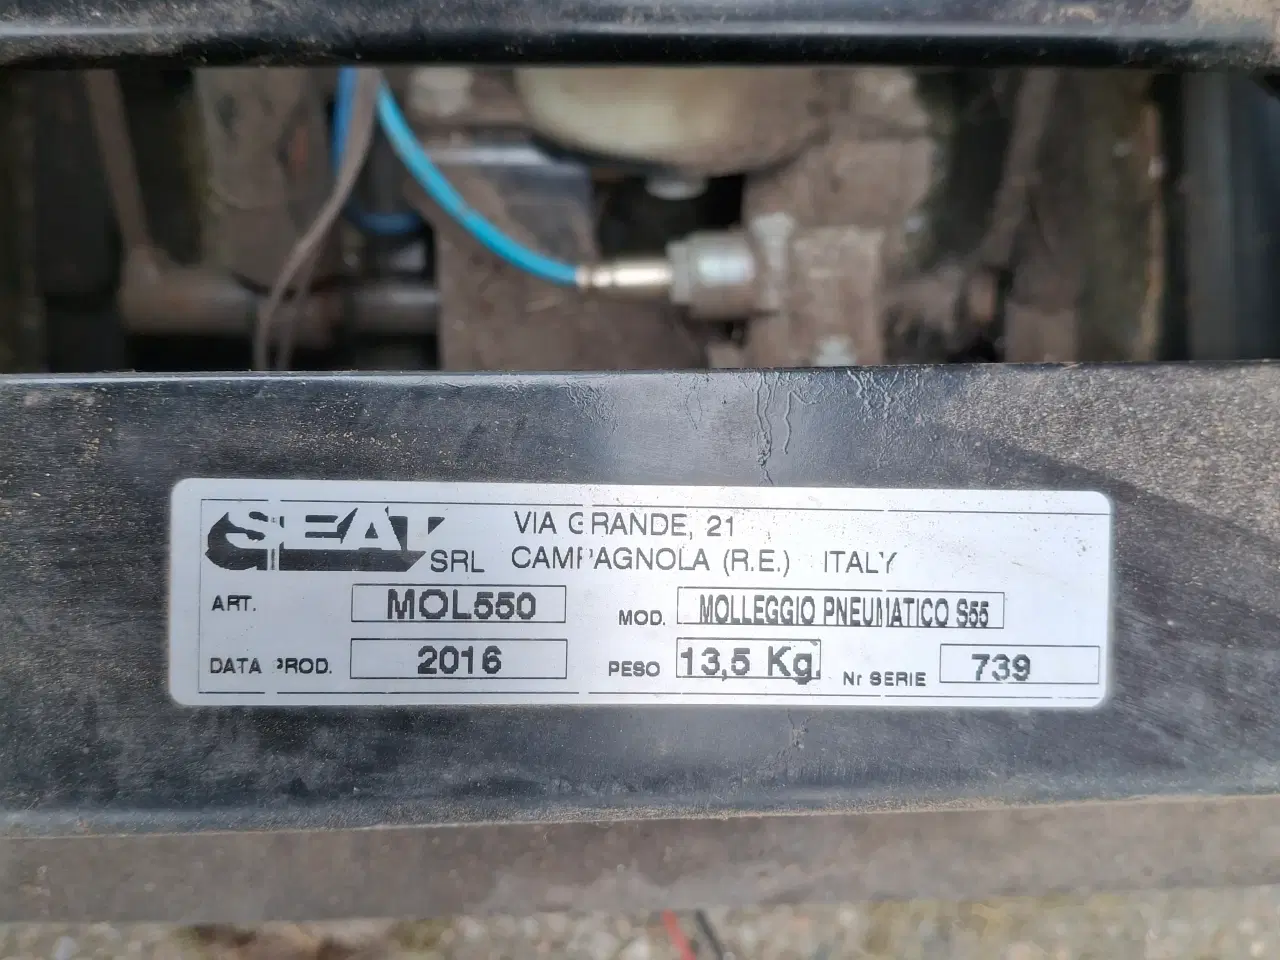 SEAT SRL
VIA GRANDE, 21
CAMPAGNOLA (R.E.) ITALY
ART. MOL550 MOD. MOLLEGGIO PNEUMATICO S55
DATA PROD. 2016 PESO 13,5 Kg. Nr SERIE 739